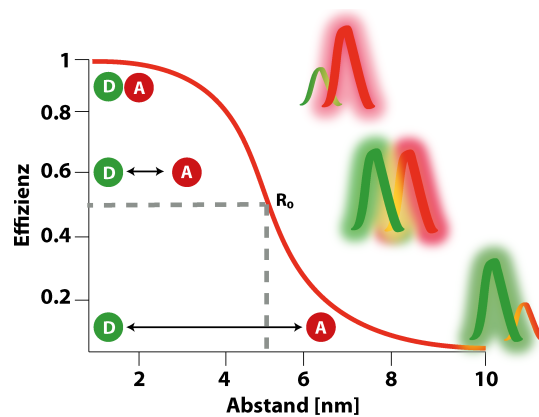 Effizienz
1
D A
0.8
0.6
D A
R₀
0.4
0.2
D A
2 4 6 8 10
Abstand [nm]